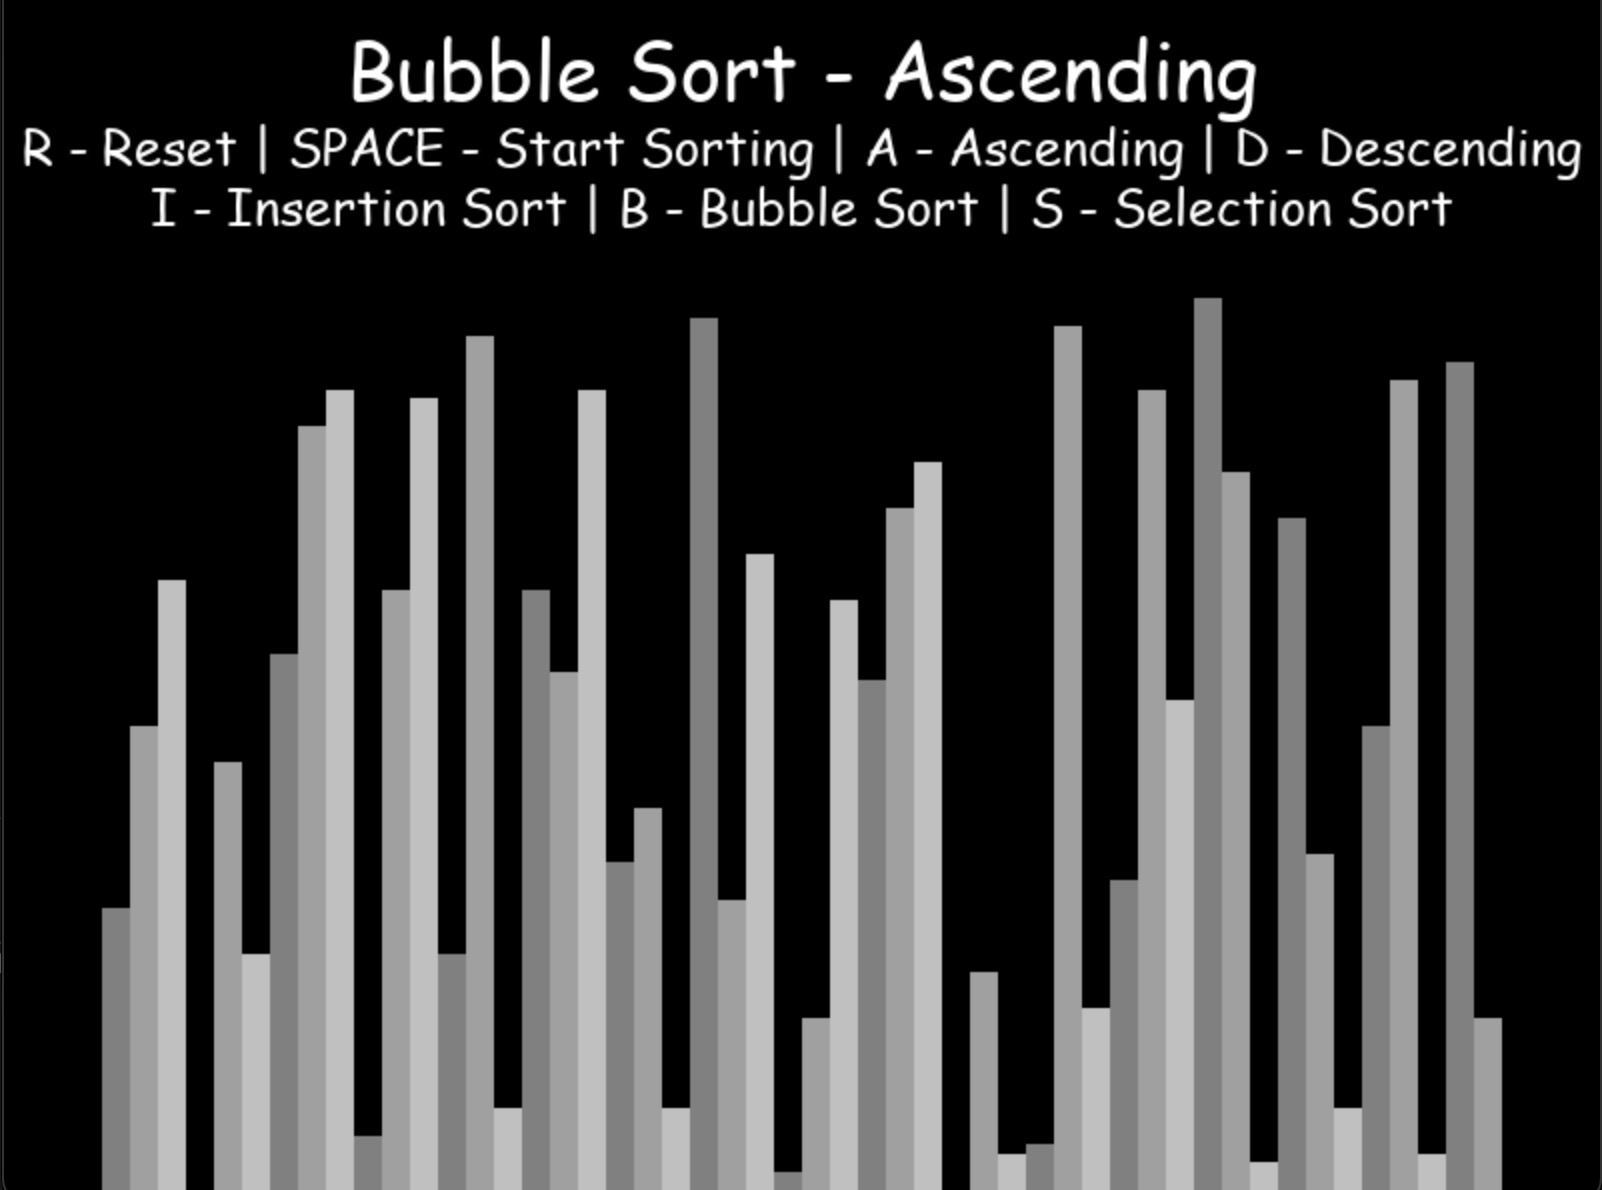 Bubble Sort - Ascending
R - Reset | SPACE - Start Sorting | A - Ascending | D - Descending
I - Insertion Sort | B - Bubble Sort | S - Selection Sort